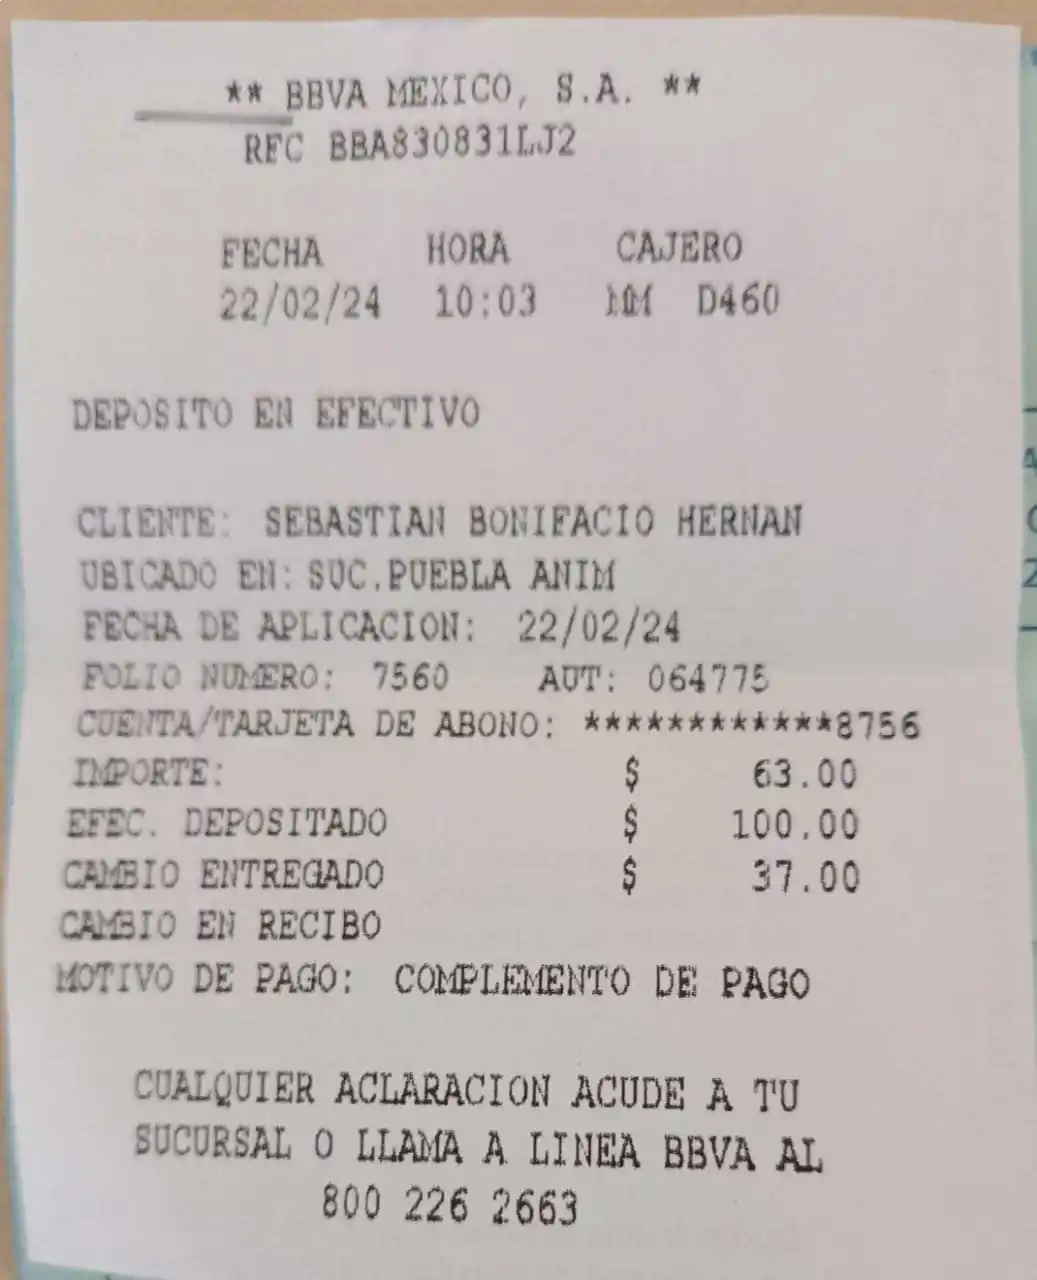 ** BBVA MEXICO, S.A. **
RFC BBA830831LJ2
FECHA HORA CAJERO
22/02/24 10:03 MM D460
DEPOSITO EN EFECTIVO
CLIENTE: SEBASTIAN BONIFACIO HERNAN
UBICADO EN: SUC.PUEBLA ANIM
FECHA DE APLICACION: 22/02/24
FOLIO NUMERO: 7560 AUT: 064775
CUENTA/TARJETA DE ABONO: ************8756
IMPORTE: $ 63.00
EFEC. DEPOSITADO $ 100.00
CAMBIO ENTREGADO $ 37.00
CAMBIO EN RECIBO
MOTIVO DE PAGO: COMPLEMENTO DE PAGO
CUALQUIER ACLARACION ACUDE A TU
SUCURSAL O LLAMA A LINEA BBVA AL
800 226 2663